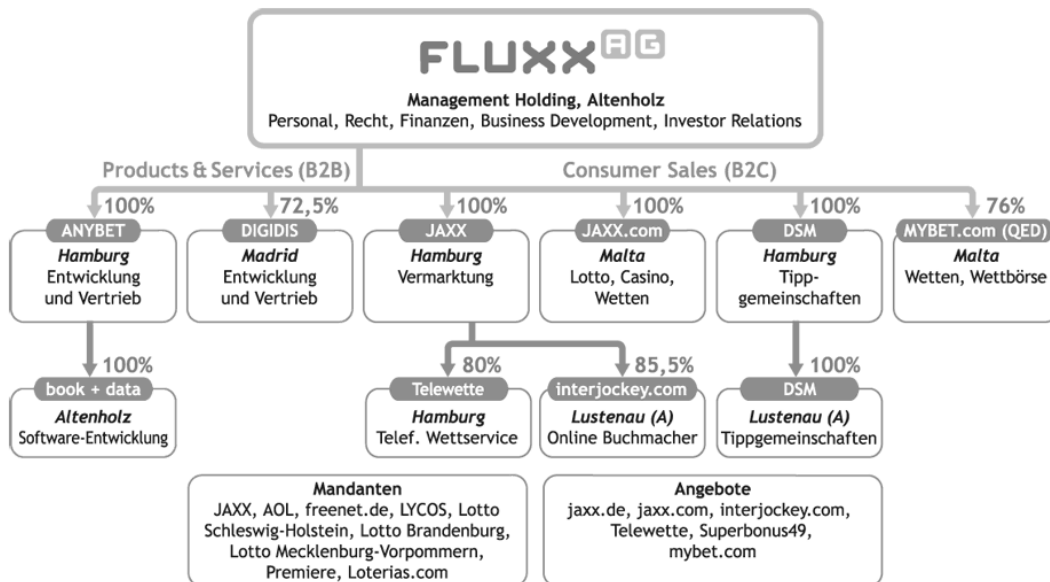 FLUXX AG
Management Holding, Altenholz
Personal, Recht, Finanzen, Business Development, Investor Relations
Products & Services (B2B)
Consumer Sales (B2C)
100%
72,5%
100%
100%
100%
76%
ANYBET
Hamburg
Entwicklung
und Vertrieb
DIGIDIS
Madrid
Entwicklung
und Vertrieb
JAXX
Hamburg
Vermarktung
JAXX.com
Malta
Lotto, Casino,
Wetten
DSM
Hamburg
Tipp-
gemeinschaften
MYBET.com (QED)
Malta
Wetten, Wettbörse
100%
80%
85,5%
100%
book + data
Altenholz
Software-Entwicklung
Telewette
Hamburg
Telef. Wettservice
interjockey.com
Lustenau (A)
Online Buchmacher
DSM
Lustenau (A)
Tippgemeinschaften
Mandanten
JAXX, AOL, freenet.de, LYCOS, Lotto
Schleswig-Holstein, Lotto Brandenburg,
Lotto Mecklenburg-Vorpommern,
Premiere, Loterias.com
Angebote
jaxx.de, jaxx.com, interjockey.com,
Telewette, Superbonus49,
mybet.com